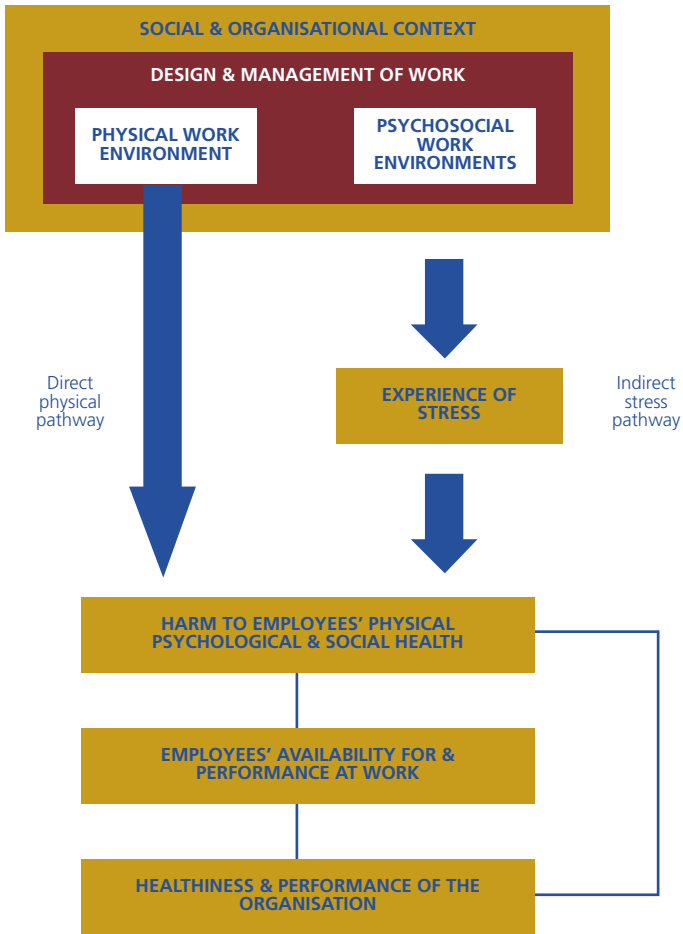 SOCIAL & ORGANISATIONAL CONTEXT
DESIGN & MANAGEMENT OF WORK
PHYSICAL WORK
ENVIRONMENT
PSYCHOSOCIAL
WORK
ENVIRONMENTS
Direct
physical
pathway
EXPERIENCE OF
STRESS
Indirect
stress
pathway
HARM TO EMPLOYEES’ PHYSICAL
PSYCHOLOGICAL & SOCIAL HEALTH
EMPLOYEES’ AVAILABILITY FOR &
PERFORMANCE AT WORK
HEALTHINESS & PERFORMANCE OF THE
ORGANISATION